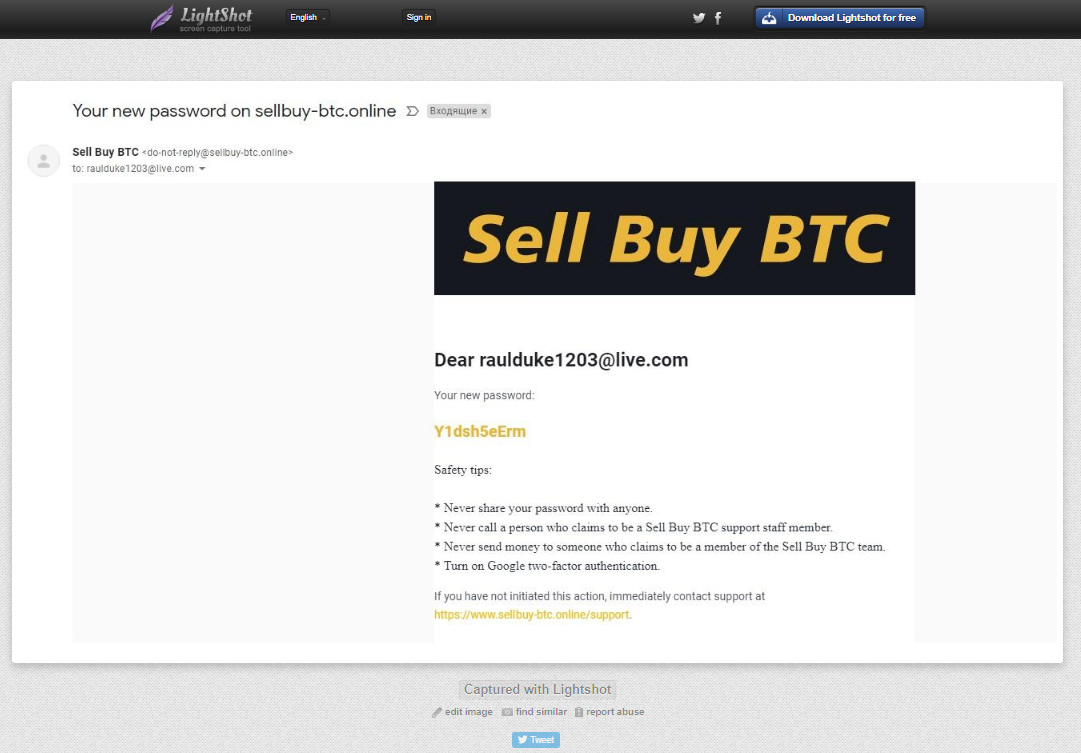 LightShot
screen capture tool
English
Sign in
Download Lightshot for free
Your new password on sellbuy-btc.online
Входящие ×
Sell Buy BTC <do-not-reply@sellbuy-btc.online>
to: raulduke1203@live.com
Sell Buy BTC
Dear raulduke1203@live.com
Your new password:
Y1dsh5eErm
Safety tips:
* Never share your password with anyone.
* Never call a person who claims to be a Sell Buy BTC support staff member.
* Never send money to someone who claims to be a member of the Sell Buy BTC team.
* Turn on Google two-factor authentication.
If you have not initiated this action, immediately contact support at
https://www.sellbuy-btc.online/support.
Captured with Lightshot
edit image find similar report abuse
Tweet